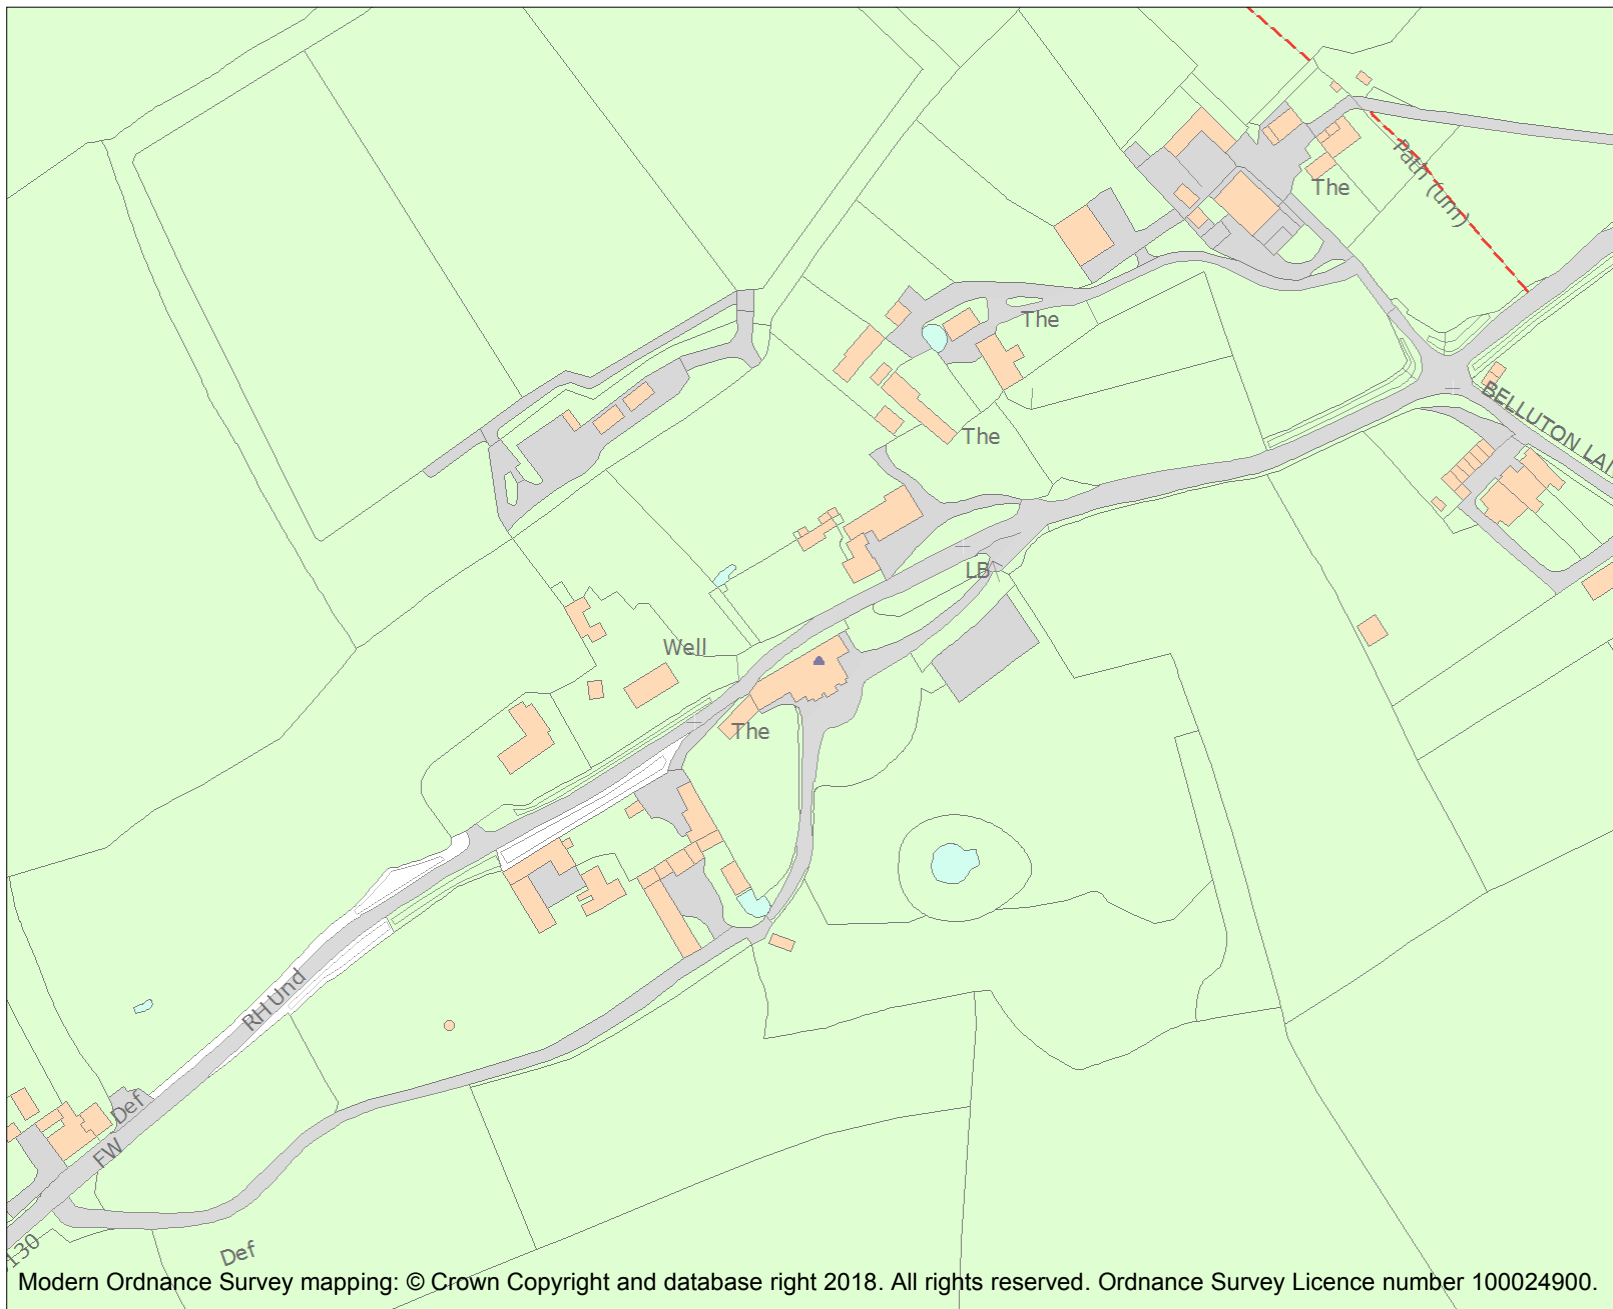 Path (um)
The
The
BELLUTON LA
The
LB
Well
The
RH Und
Def
FW
130
Def
Modern Ordnance Survey mapping: © Crown Copyright and database right 2018. All rights reserved. Ordnance Survey Licence number 100024900.